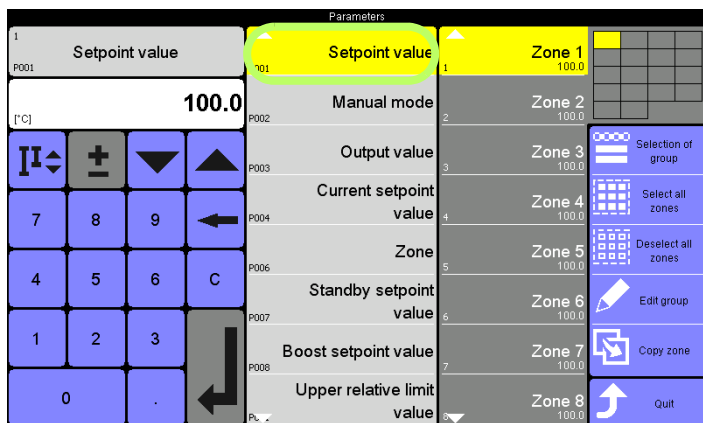 Parameters
1
Setpoint value
P001
100.0
[°C]
7
8
9
4
5
6
C
1
2
3
0
.
Setpoint value
P002
Manual mode
P003
Output value
P004
Current setpoint
value
P006
Zone
P007
Standby setpoint
value
P008
Boost setpoint value
Upper relative limit
value
Zone 1
1
100.0
Zone 2
2
100.0
Zone 3
3
100.0
Zone 4
4
100.0
Zone 5
5
100.0
Zone 6
6
100.0
Zone 7
7
100.0
Zone 8
8
100.0
Selection of
group
Select all
zones
Deselect all
zones
Edit group
Copy zone
Quit